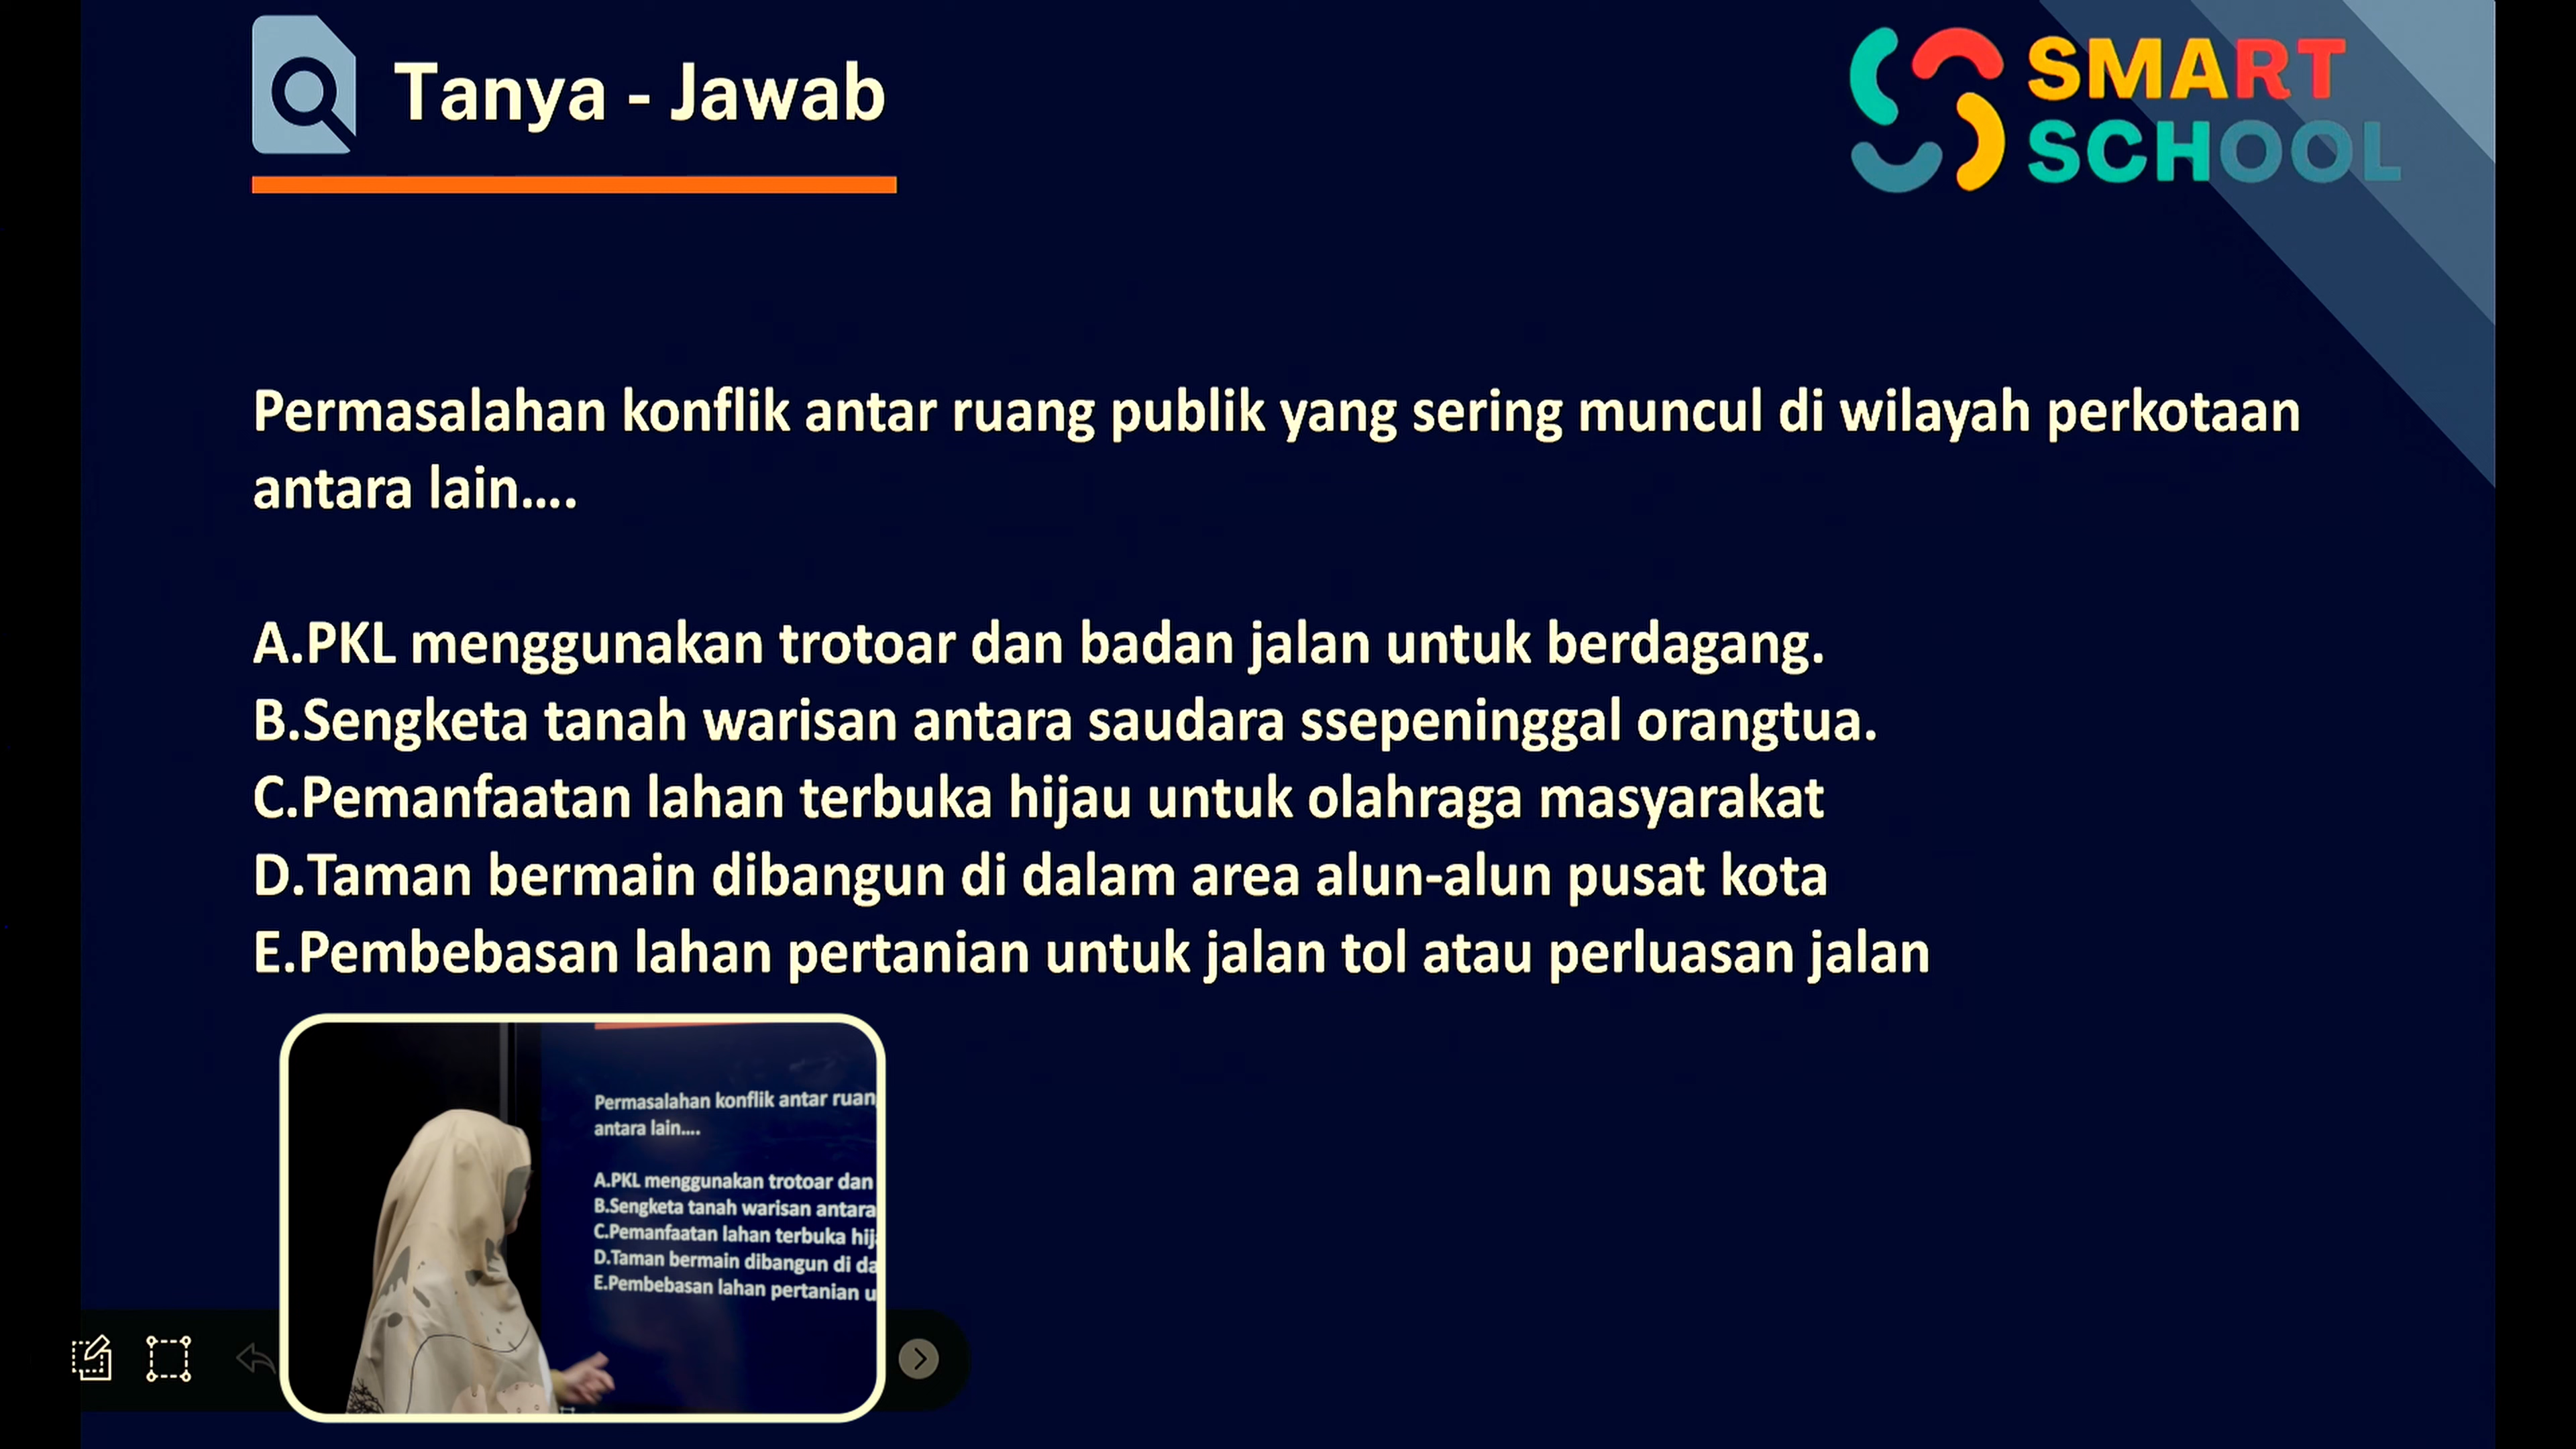 Tanya - Jawab
SMART
SCHOOL
Permasalahan konflik antar ruang publik yang sering muncul di wilayah perkotaan
antara lain....
A.PKL menggunakan trotoar dan badan jalan untuk berdagang.
B.Sengketa tanah warisan antara saudara ssepeninggal orangtua.
C.Pemanfaatan lahan terbuka hijau untuk olahraga masyarakat
D.Taman bermain dibangun di dalam area alun-alun pusat kota
E.Pembebasan lahan pertanian untuk jalan tol atau perluasan jalan
Permasalahan konflik antar ruan
antara lain....
A.PKL menggunakan trotoar dan
B.Sengketa tanah warisan antara
C.Pemanfaatan lahan terbuka hij
D.Taman bermain dibangun di da
E.Pembebasan lahan pertanian u